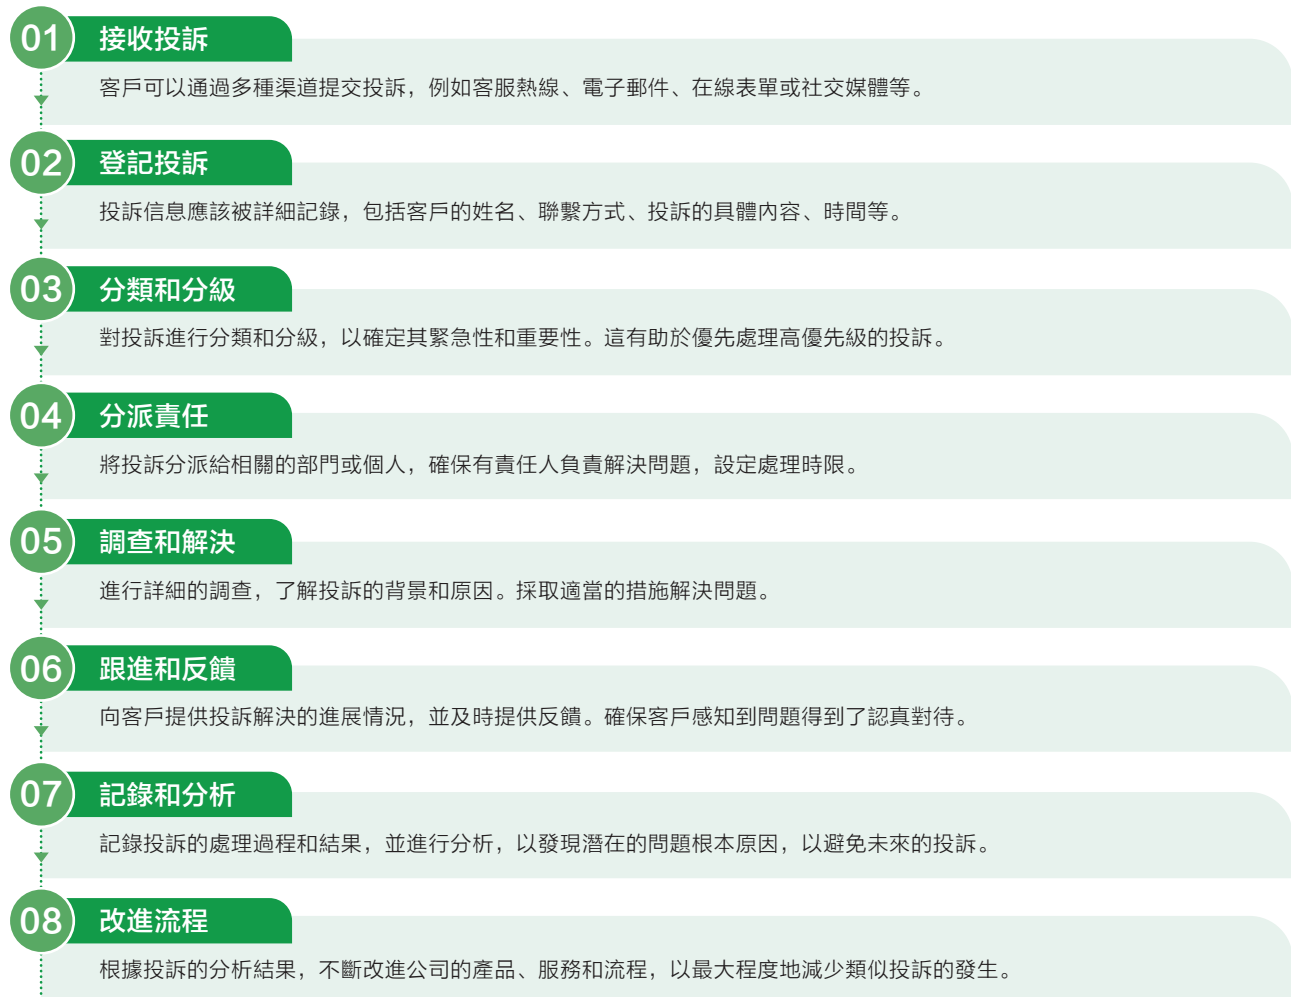 01 接收投訴
客戶可以通過多種渠道提交投訴，例如客服熱線、電子郵件、在線表單或社交媒體等。
02 登記投訴
投訴信息應該被詳細記錄，包括客戶的姓名、聯繫方式、投訴的具體內容、時間等。
03 分類和分級
對投訴進行分類和分級，以確定其緊急性和重要性。這有助於優先處理高優先級的投訴。
04 分派責任
將投訴分派給相關的部門或個人，確保有責任人負責解決問題，設定處理時限。
05 調查和解決
進行詳細的調查，了解投訴的背景和原因。採取適當的措施解決問題。
06 跟進和反饋
向客戶提供投訴解決的進展情況，並及時提供反饋。確保客戶感知到問題得到了認真對待。
07 記錄和分析
記錄投訴的處理過程和結果，並進行分析，以發現潛在的問題根本原因，以避免未來的投訴。
08 改進流程
根據投訴的分析結果，不斷改進公司的產品、服務和流程，以最大程度地減少類似投訴的發生。